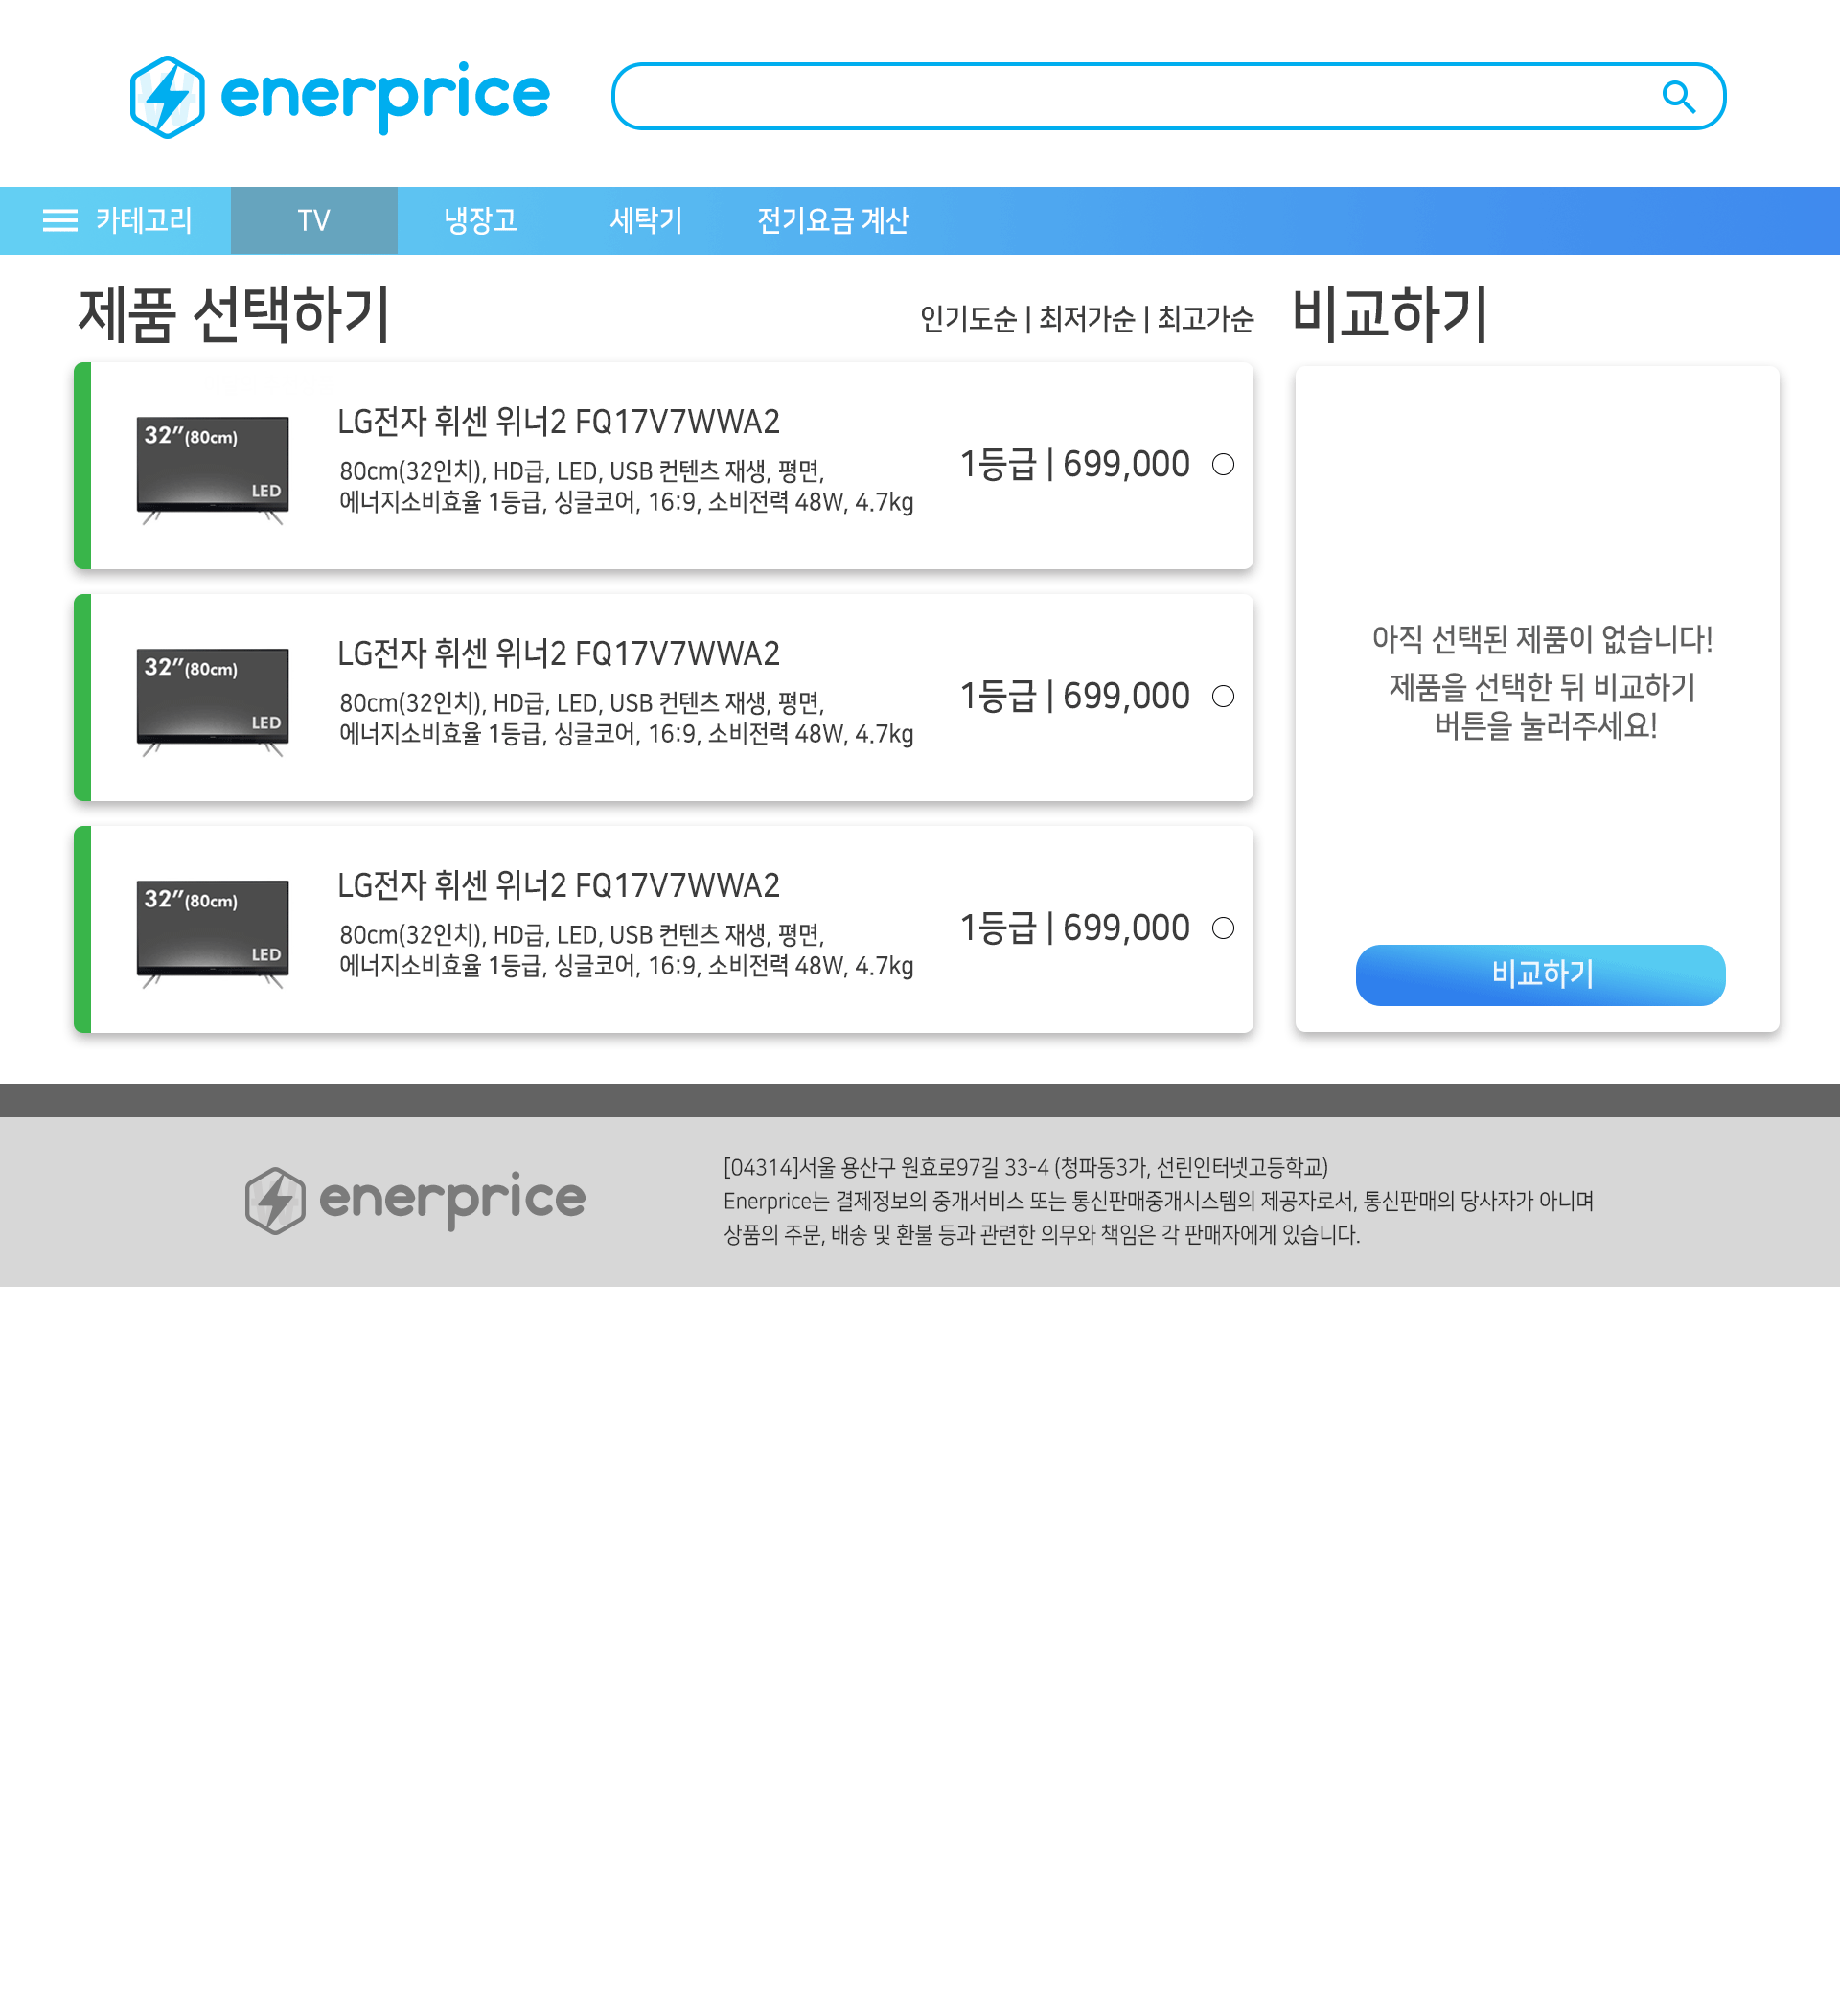 enerprice
카테고리
TV
냉장고
세탁기
전기요금 계산
제품 선택하기
인기도순 | 최저가순 | 최고가순
비교하기
32″(80cm)
LED
LG전자 휘센 위너2 FQ17V7WWA2
80cm(32인치), HD급, LED, USB 컨텐츠 재생, 평면,
에너지소비효율 1등급, 싱글코어, 16:9, 소비전력 48W, 4.7kg
1등급 | 699,000
32″(80cm)
LED
LG전자 휘센 위너2 FQ17V7WWA2
80cm(32인치), HD급, LED, USB 컨텐츠 재생, 평면,
에너지소비효율 1등급, 싱글코어, 16:9, 소비전력 48W, 4.7kg
1등급 | 699,000
32″(80cm)
LED
LG전자 휘센 위너2 FQ17V7WWA2
80cm(32인치), HD급, LED, USB 컨텐츠 재생, 평면,
에너지소비효율 1등급, 싱글코어, 16:9, 소비전력 48W, 4.7kg
1등급 | 699,000
아직 선택된 제품이 없습니다!
제품을 선택한 뒤 비교하기
버튼을 눌러주세요!
비교하기
enerprice
[04314]서울 용산구 원효로97길 33-4 (청파동3가, 선린인터넷고등학교)
Enerprice는 결제정보의 중개서비스 또는 통신판매중개시스템의 제공자로서, 통신판매의 당사자가 아니며
상품의 주문, 배송 및 환불 등과 관련한 의무와 책임은 각 판매자에게 있습니다.